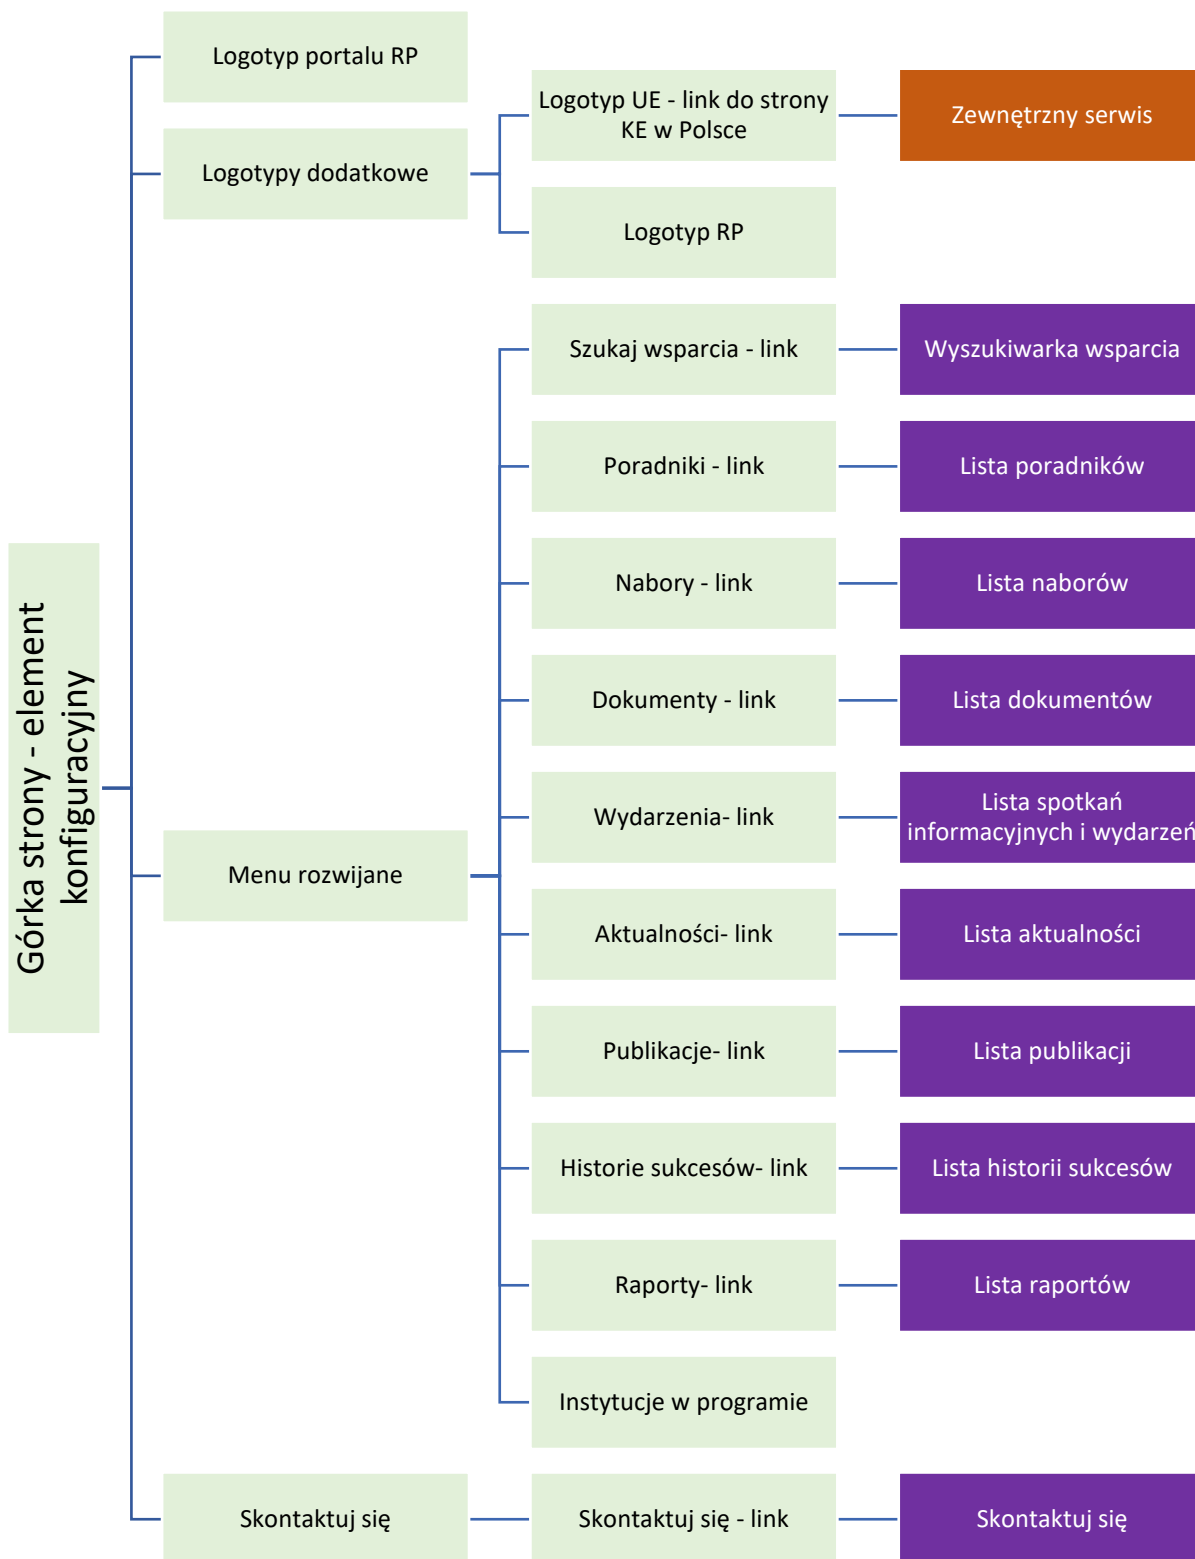 Górka strony - element
konfiguracyjny
Logotyp portalu RP
Logotypy dodatkowe
Logotyp UE - link do strony
KE w Polsce
Zewnętrzny serwis
Logotyp RP
Menu rozwijane
Szukaj wsparcia - link
Wyszukiwarka wsparcia
Poradniki - link
Lista poradników
Nabory - link
Lista naborów
Dokumenty - link
Lista dokumentów
Wydarzenia- link
Lista spotkań
informacyjnych i wydarzeń
Aktualności- link
Lista aktualności
Publikacje- link
Lista publikacji
Historie sukcesów- link
Lista historii sukcesów
Raporty- link
Lista raportów
Instytucje w programie
Skontaktuj się
Skontaktuj się - link
Skontaktuj się